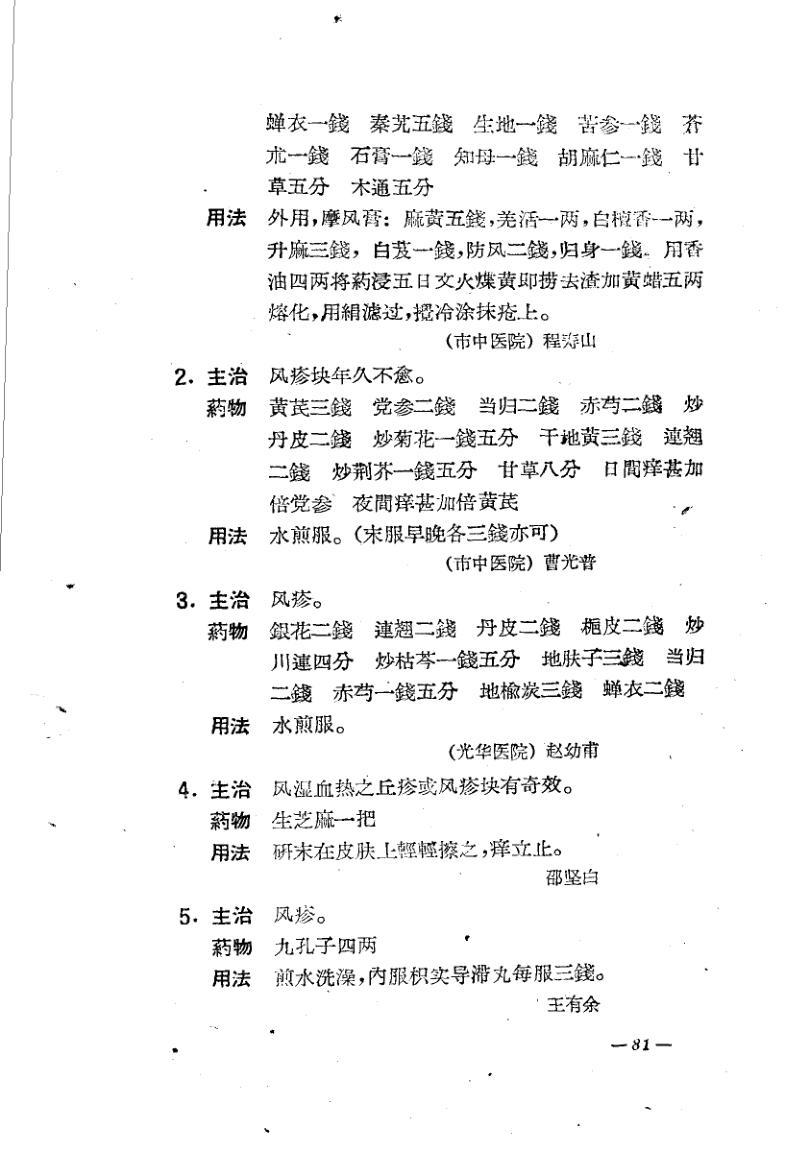 蝉衣一錢　秦艽五錢　生地一錢　苦参一錢　苍
朮一錢　石膏一錢　知母一錢　胡麻仁一錢　甘
草五分　木通五分
用法　外用，摩风膏：麻黄五錢，羌活一两，白檀香一两，
升麻三錢，白芨一錢，防风二錢，归身一錢。用香
油四两将葯浸五日文火煠黄即捞去渣加黄蜡五两
熔化，用絹滤过，搅冷涂抹疮上。
（市中医院）程寿山
2．主治　风疹块年久不愈。
葯物　黄芪三錢　党参二錢　当归二錢　赤芍二錢　炒
丹皮二錢　炒菊花一錢五分　干地黄三錢　連翘
二錢　炒荆芥一錢五分　甘草八分　日間痒甚加
倍党参　夜間痒甚加倍黄芪
用法　水煎服。（末服早晚各三錢亦可）
（市中医院）曹光普
3．主治　风疹。
葯物　銀花二錢　連翘二錢　丹皮二錢　梔皮二錢　炒
川連四分　炒枯芩一錢五分　地肤子三錢　当归
二錢　赤芍一錢五分　地榆炭三錢　蝉衣二錢
用法　水煎服。
（光华医院）赵幼甫
4．主治　风湿血热之丘疹或风疹块有奇效。
葯物　生芝麻一把
用法　研末在皮肤上輕輕擦之，痒立止。
邵坚白
5．主治　风疹。
葯物　九孔子四两
用法　煎水洗澡，內服枳实导滞丸每服三錢。
王有余
—81—